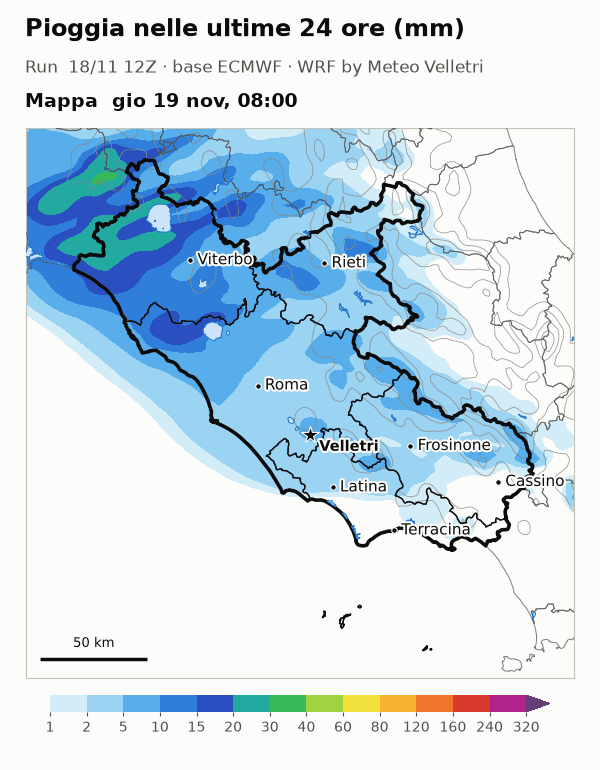 Pioggia nelle ultime 24 ore (mm)
Run  18/11 12Z · base ECMWF · WRF by Meteo Velletri
Mappa  gio 19 nov, 08:00
Viterbo
Rieti
Roma
Velletri
Frosinone
Cassino
Latina
Terracina
50 km
1 2 5 10 15 20 30 40 60 80 120 160 240 320